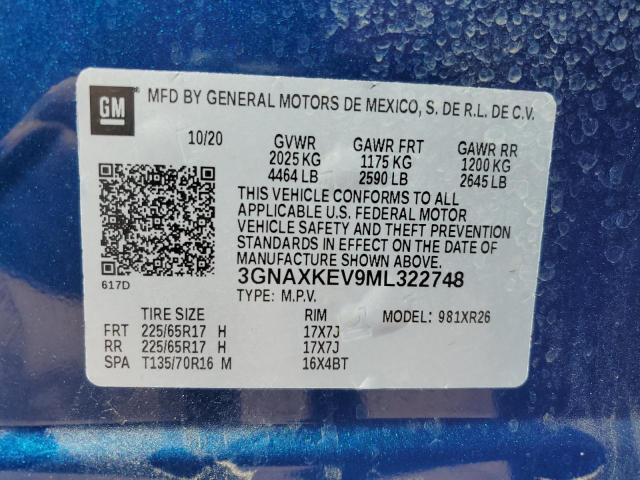 GM
MFD BY GENERAL MOTORS DE MEXICO, S. DE R.L. DE C.V.
10/20 GVWR GAWR FRT GAWR RR
2025 KG 1175 KG 1200 KG
4464 LB 2590 LB 2645 LB
THIS VEHICLE CONFORMS TO ALL
APPLICABLE U.S. FEDERAL MOTOR
VEHICLE SAFETY AND THEFT PREVENTION
STANDARDS IN EFFECT ON THE DATE OF
MANUFACTURE SHOWN ABOVE.
3GNAXKEV9ML322748
617D
TYPE: M.P.V.
TIRE SIZE RIM MODEL: 981XR26
FRT 225/65R17 H 17X7J
RR 225/65R17 H 17X7J
SPA T135/70R16 M 16X4BT